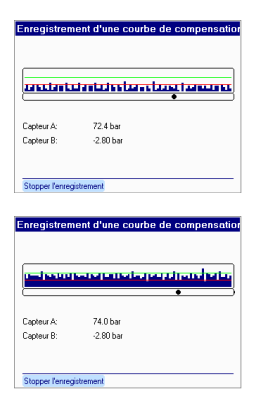 Enregistrement d'une courbe de compensation
Capteur A: 72.4 bar
Capteur B: -2.80 bar
Stopper l'enregistrement
Enregistrement d'une courbe de compensation
Capteur A: 74.0 bar
Capteur B: -2.80 bar
Stopper l'enregistrement